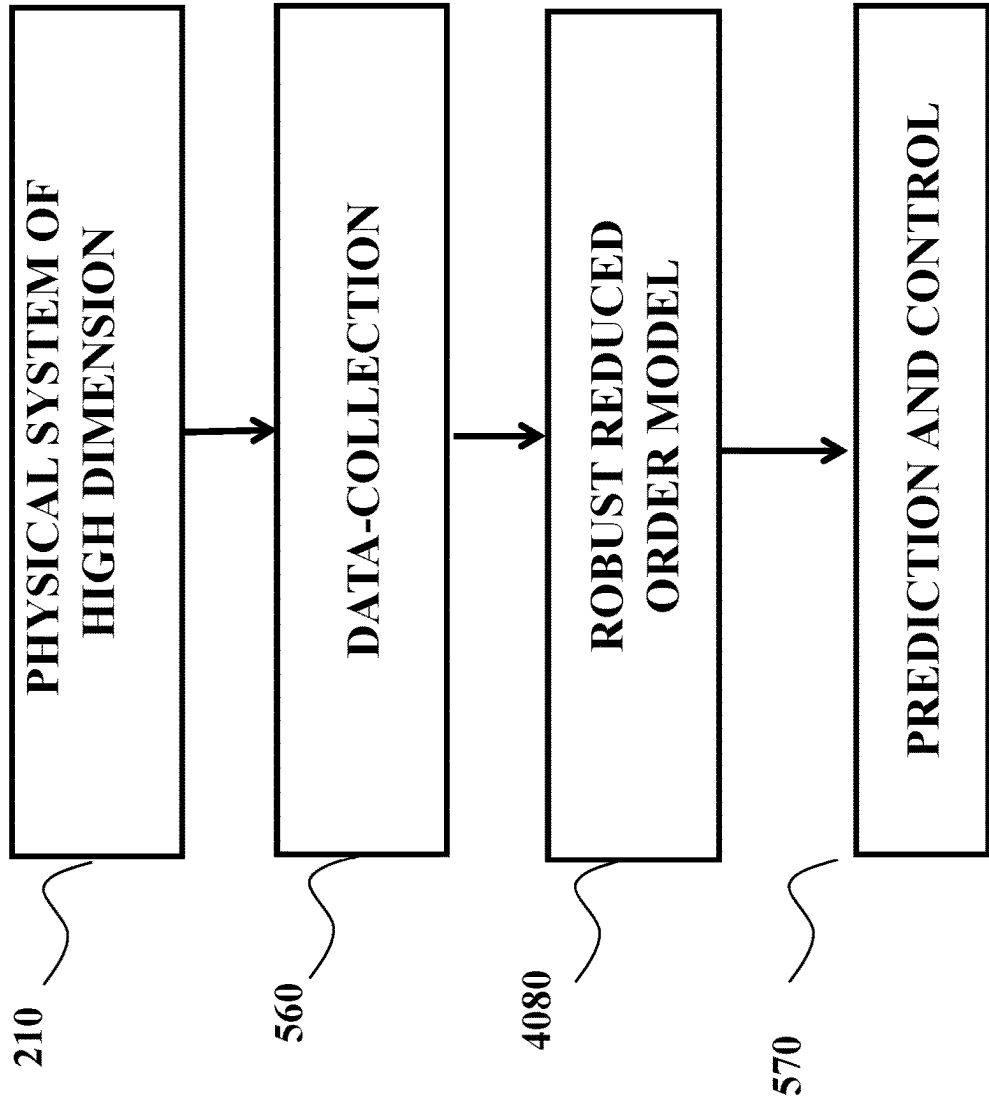 210
PHYSICAL SYSTEM OF
HIGH DIMENSION
560
DATA-COLLECTION
4080
ROBUST REDUCED
ORDER MODEL
570
PREDICTION AND CONTROL